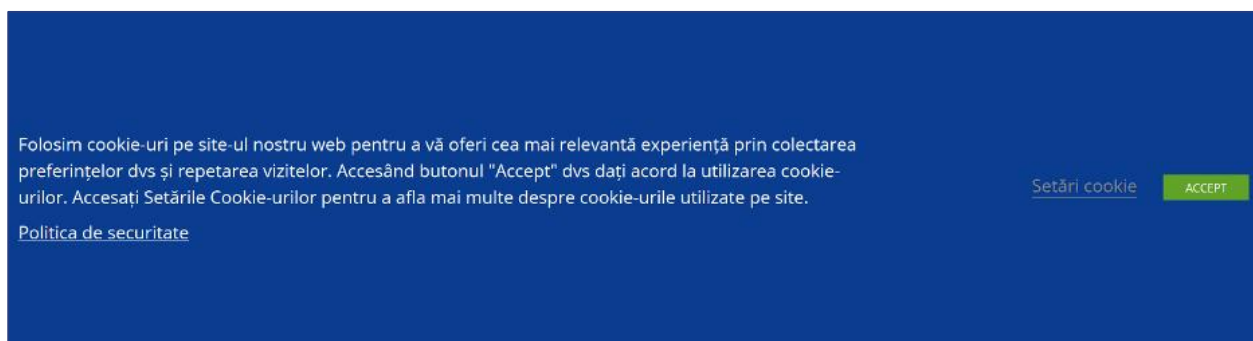 Folosim cookie-uri pe site-ul nostru web pentru a vă oferi cea mai relevantă experiență prin colectarea
preferințelor dvs și repetarea vizitelor. Accesând butonul "Accept" dvs dați acord la utilizarea cookie-
urilor. Accesați Setările Cookie-urilor pentru a afla mai multe despre cookie-urile utilizate pe site.
Politica de securitate
Setări cookie
ACCEPT